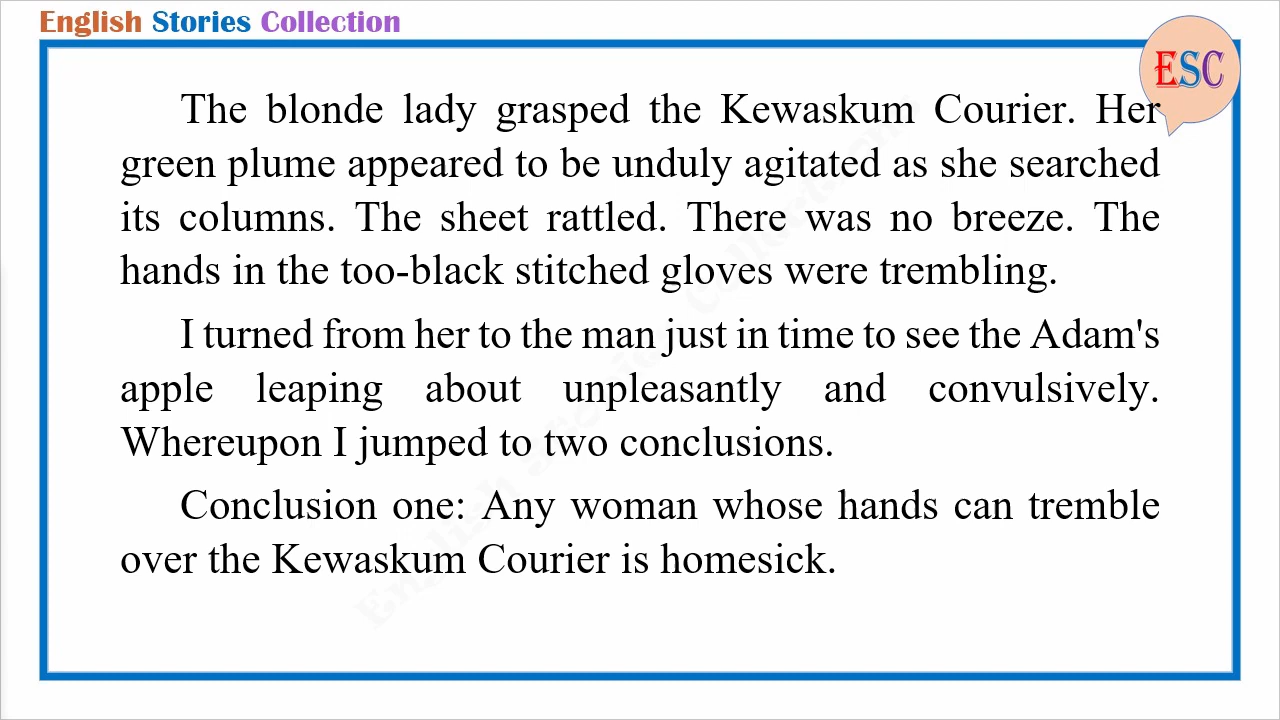 English Stories Collection
ESC
The blonde lady grasped the Kewaskum Courier. Her
green plume appeared to be unduly agitated as she searched
its columns. The sheet rattled. There was no breeze. The
hands in the too-black stitched gloves were trembling.
I turned from her to the man just in time to see the Adam's
apple leaping about unpleasantly and convulsively.
Whereupon I jumped to two conclusions.
Conclusion one: Any woman whose hands can tremble
over the Kewaskum Courier is homesick.
English Stories Collection